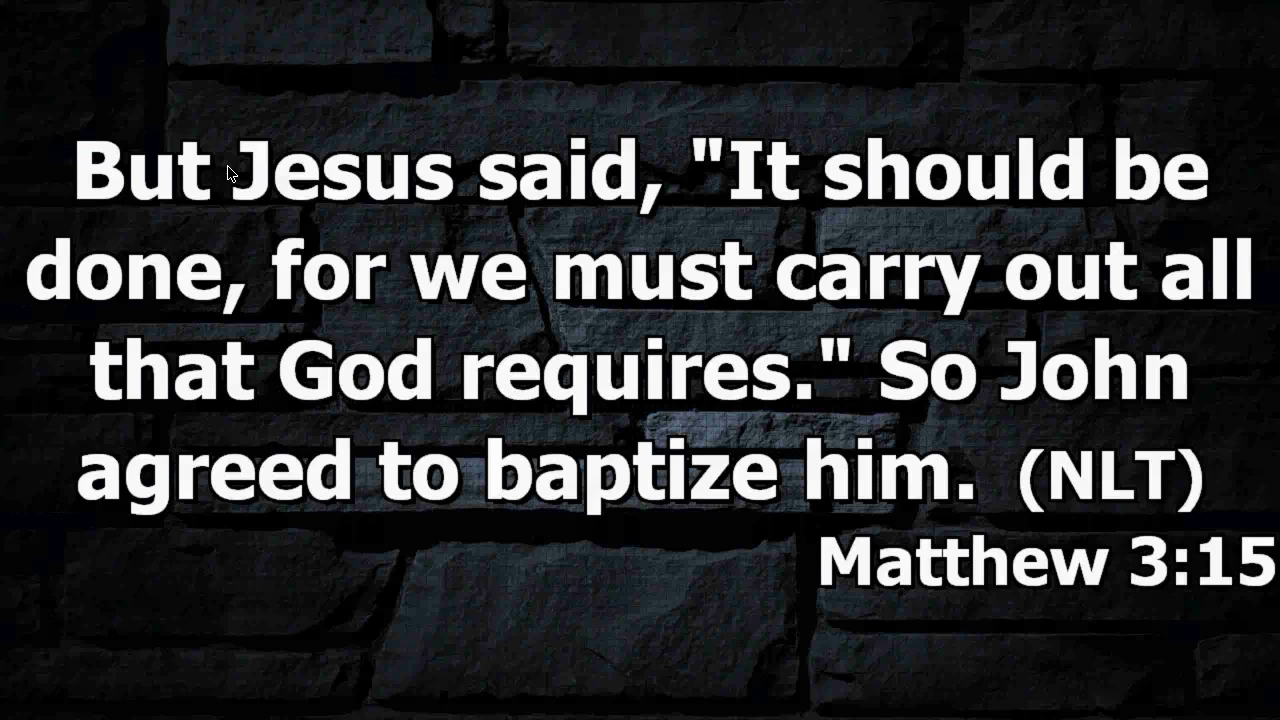 But Jesus said, "It should be
done, for we must carry out all
that God requires." So John
agreed to baptize him. (NLT)
Matthew 3:15